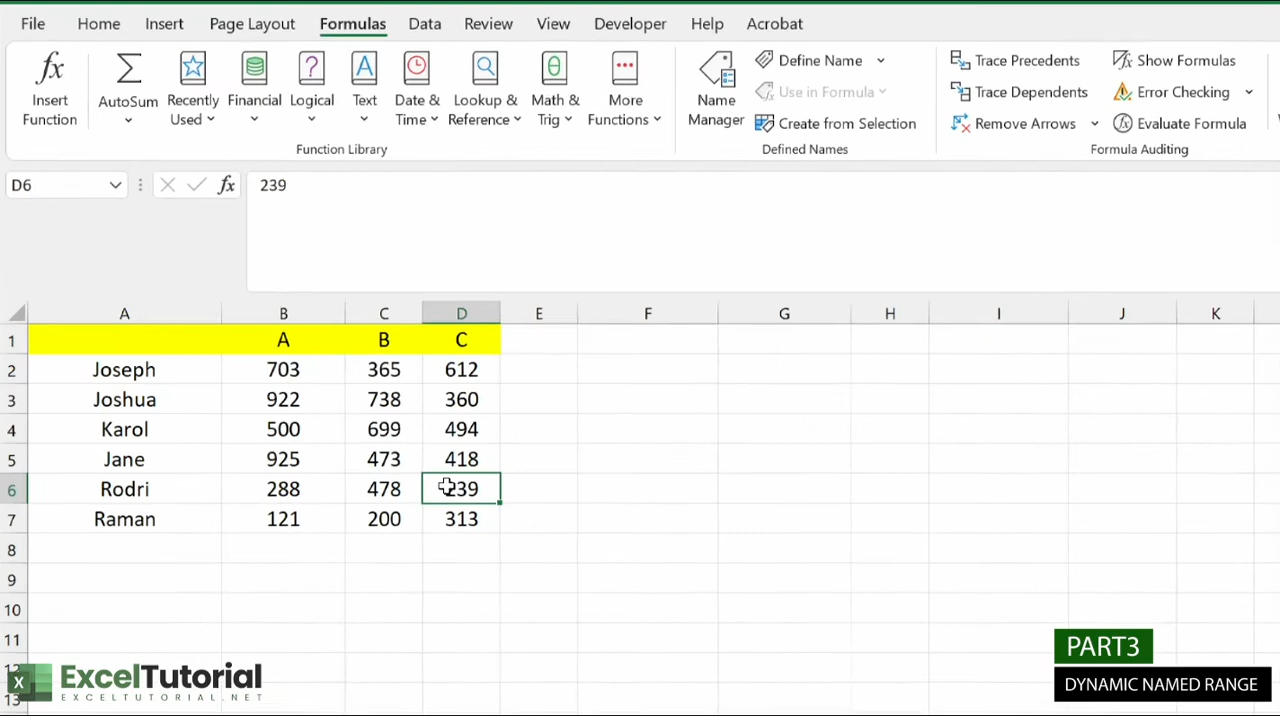 File Home Insert Page Layout Formulas Data Review View Developer Help Acrobat
fx Insert Function
AutoSum
Recently Used
Financial
Logical
Text
Date & Time
Lookup & Reference
Math & Trig
More Functions
Function Library
Name Manager
Define Name
Use in Formula
Create from Selection
Defined Names
Trace Precedents
Trace Dependents
Remove Arrows
Show Formulas
Error Checking
Evaluate Formula
Formula Auditing
D6 fx 239
A B C D E F G H I J K
1 A B C
2 Joseph 703 365 612
3 Joshua 922 738 360
4 Karol 500 699 494
5 Jane 925 473 418
6 Rodri 288 478 239
7 Raman 121 200 313
8
9
10
11
12
13
X ExcelTutorial
EXCELTUTORIAL.NET
PART3
DYNAMIC NAMED RANGE